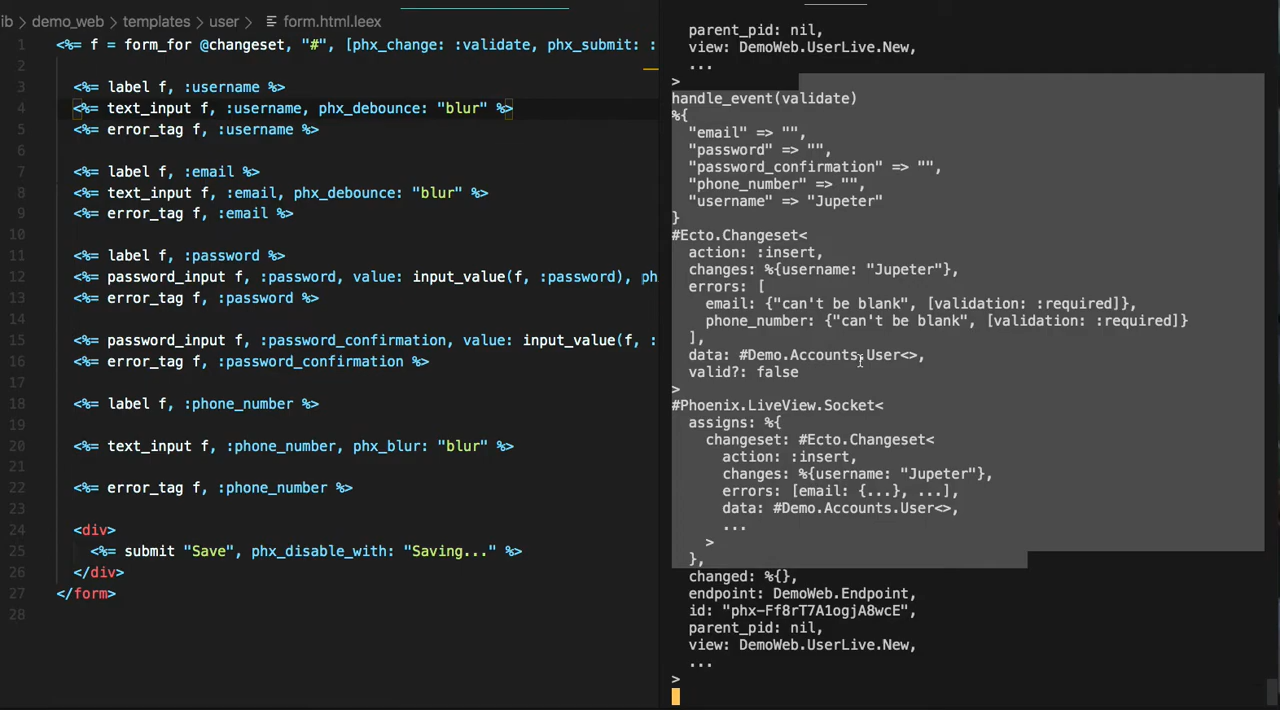 ib > demo_web > templates > user > form.html.leex
1 <%= f = form_for @changeset, "#", [phx_change: :validate, phx_submit: :
2
3 <%= label f, :username %>
4 <%= text_input f, :username, phx_debounce: "blur" %>
5 <%= error_tag f, :username %>
6
7 <%= label f, :email %>
8 <%= text_input f, :email, phx_debounce: "blur" %>
9 <%= error_tag f, :email %>
10
11 <%= label f, :password %>
12 <%= password_input f, :password, value: input_value(f, :password), ph
13 <%= error_tag f, :password %>
14
15 <%= password_input f, :password_confirmation, value: input_value(f, :
16 <%= error_tag f, :password_confirmation %>
17
18 <%= label f, :phone_number %>
19
20 <%= text_input f, :phone_number, phx_blur: "blur" %>
21
22 <%= error_tag f, :phone_number %>
23
24 <div>
25 <%= submit "Save", phx_disable_with: "Saving..." %>
26 </div>
27 </form>
28
parent_pid: nil,
view: DemoWeb.UserLive.New,
...
>
handle_event(validate)
%{
"email" => "",
"password" => "",
"password_confirmation" => "",
"phone_number" => "",
"username" => "Jupeter"
}
#Ecto.Changeset<
action: :insert,
changes: %{username: "Jupeter"},
errors: [
email: {"can't be blank", [validation: :required]},
phone_number: {"can't be blank", [validation: :required]}
],
data: #Demo.Accounts.User<>,
valid?: false
>
#Phoenix.LiveView.Socket<
assigns: %{
changeset: #Ecto.Changeset<
action: :insert,
changes: %{username: "Jupeter"},
errors: [email: {...}, ...],
data: #Demo.Accounts.User<>,
...
>
},
changed: %{},
endpoint: DemoWeb.Endpoint,
id: "phx-Ff8rT7A1ogjA8wcE",
parent_pid: nil,
view: DemoWeb.UserLive.New,
...
>